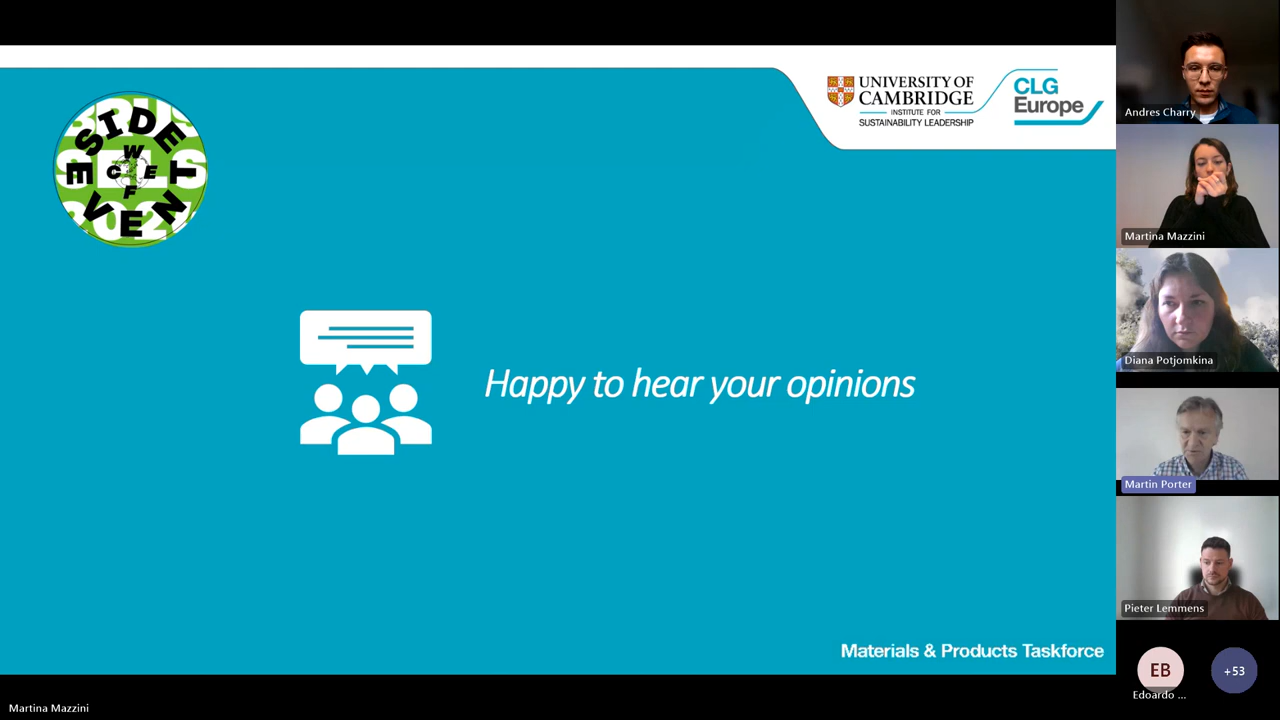 SIDE EVENT
WCEF
UNIVERSITY OF
CAMBRIDGE
INSTITUTE FOR
SUSTAINABILITY LEADERSHIP
CLG
Europe
Happy to hear your opinions
Materials & Products Taskforce
Andres Charry
Martina Mazzini
Diana Potjomkina
Martin Porter
Pieter Lemmens
EB
+53
Edoardo ...
Martina Mazzini